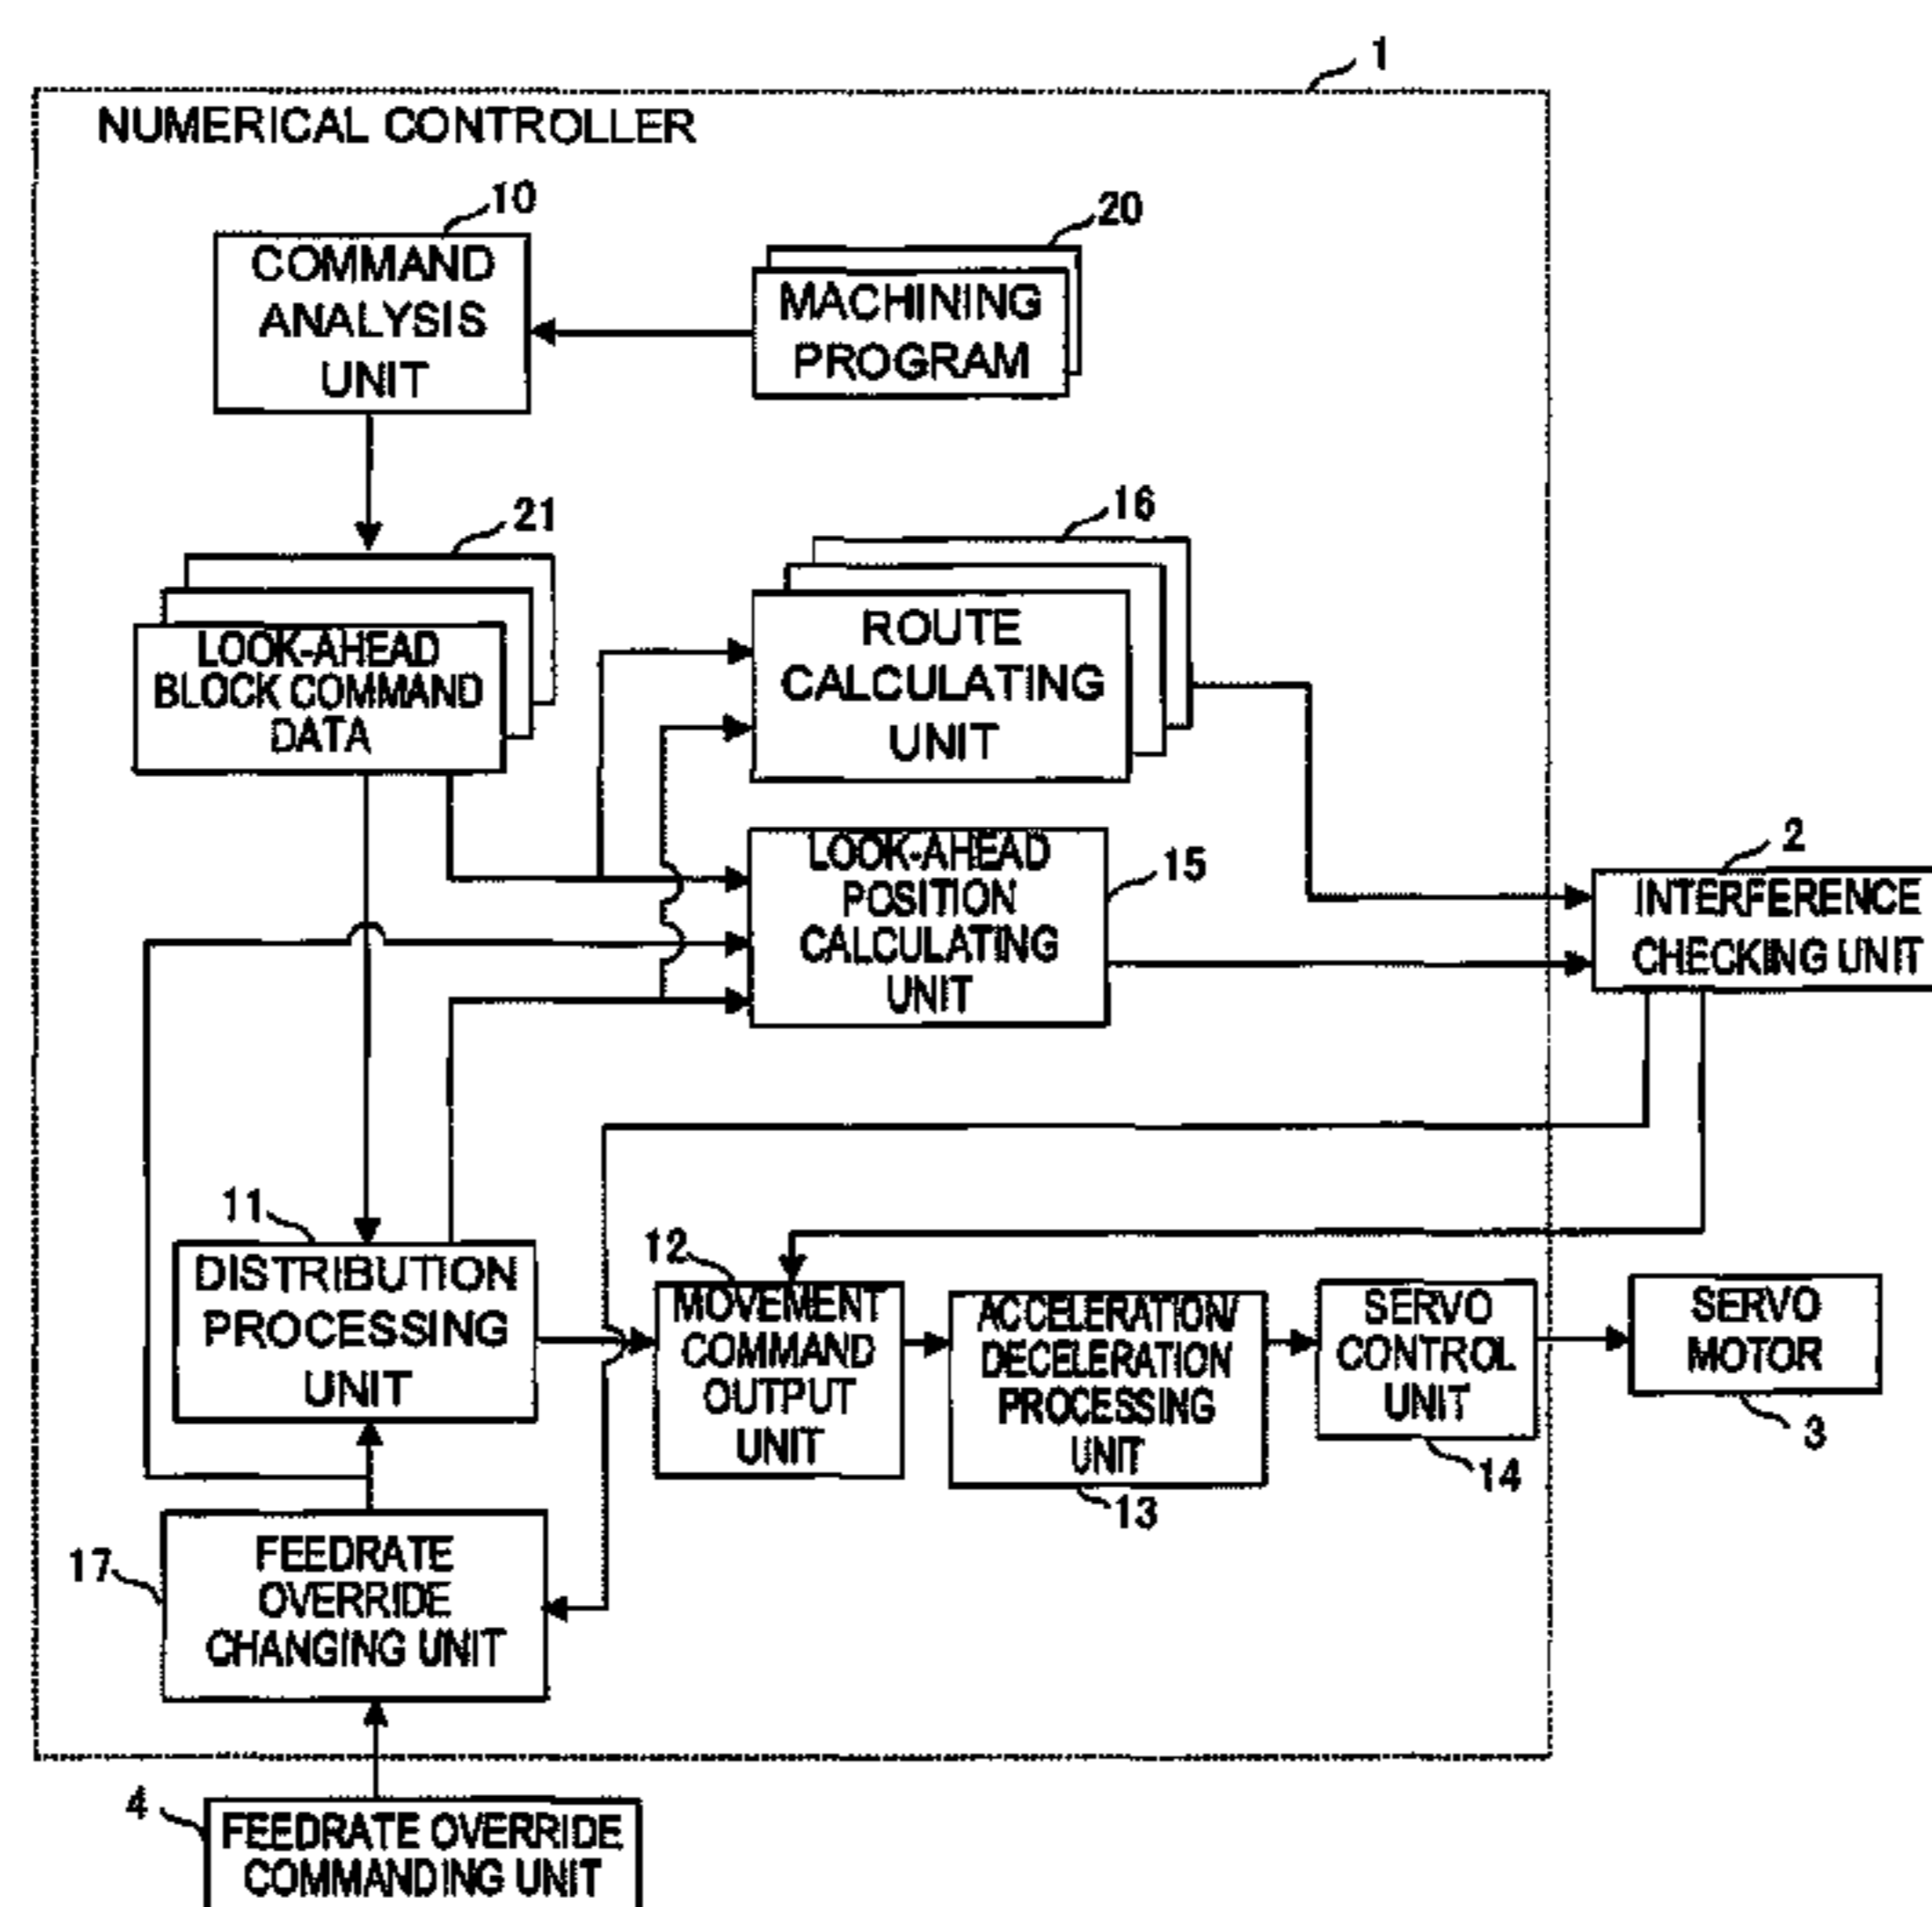 1
NUMERICAL CONTROLLER
10
COMMAND
ANALYSIS
UNIT
20
MACHINING
PROGRAM
21
LOOK-AHEAD
BLOCK COMMAND
DATA
16
ROUTE
CALCULATING
UNIT
LOOK-AHEAD
POSITION
CALCULATING
UNIT
15
2
INTERFERENCE
CHECKING UNIT
11
DISTRIBUTION
PROCESSING
UNIT
12
MOVEMENT
COMMAND
OUTPUT
UNIT
ACCELERATION/
DECELERATION
PROCESSING
UNIT
13
SERVO
CONTROL
UNIT
14
SERVO
MOTOR
3
17
FEEDRATE
OVERRIDE
CHANGING UNIT
4
FEEDRATE OVERRIDE
COMMANDING UNIT